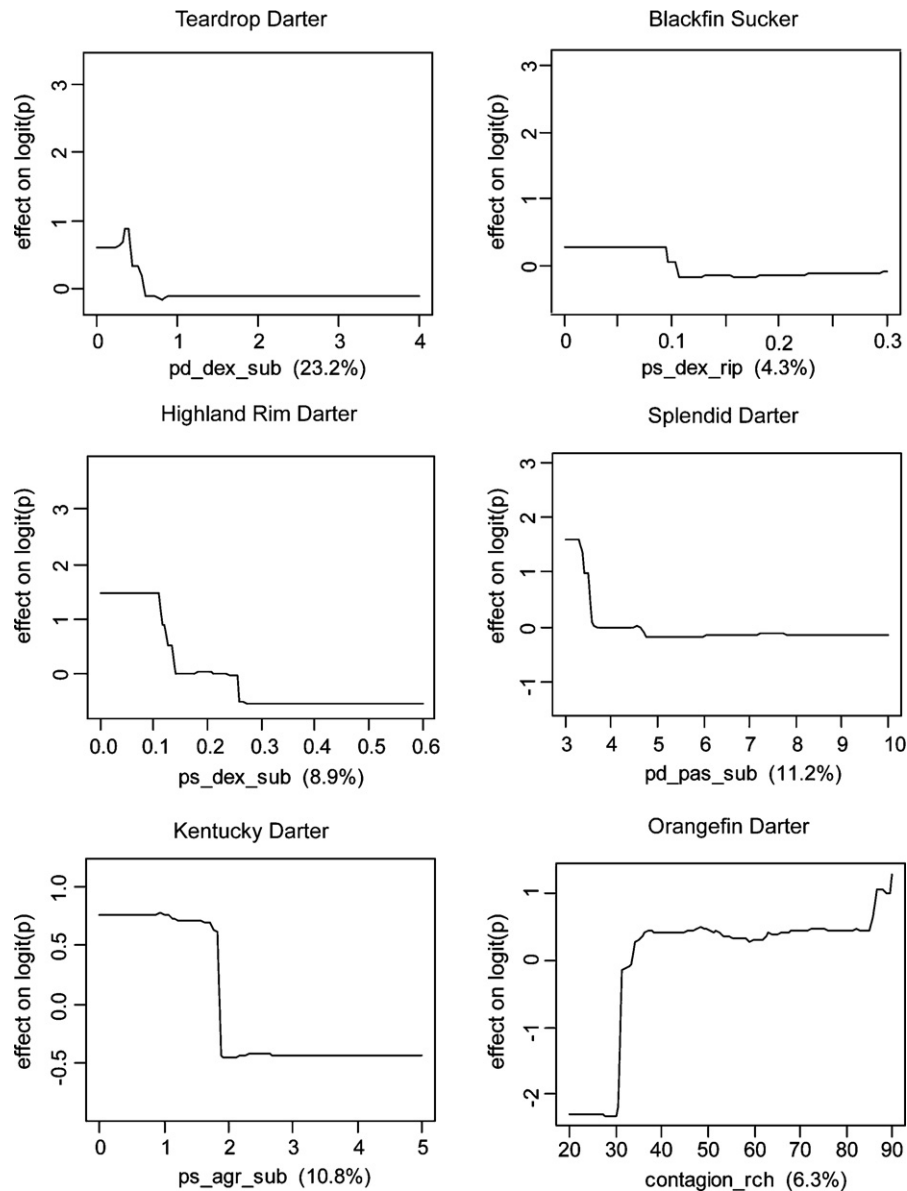 Teardrop Darter
effect on logit(p)
3
2
1
0
0 1 2 3 4
pd_dex_sub (23.2%)
Blackfin Sucker
effect on logit(p)
3
2
1
0
0 0.1 0.2 0.3
ps_dex_rip (4.3%)
Highland Rim Darter
effect on logit(p)
3
2
1
0
0.0 0.1 0.2 0.3 0.4 0.5 0.6
ps_dex_sub (8.9%)
Splendid Darter
effect on logit(p)
3
2
1
0
-1
3 4 5 6 7 8 9 10
pd_pas_sub (11.2%)
Kentucky Darter
effect on logit(p)
1.0
0.5
0.0
-0.5
0 1 2 3 4 5
ps_agr_sub (10.8%)
Orangefin Darter
effect on logit(p)
1
0
-1
-2
20 30 40 50 60 70 80 90
contagion_rch (6.3%)